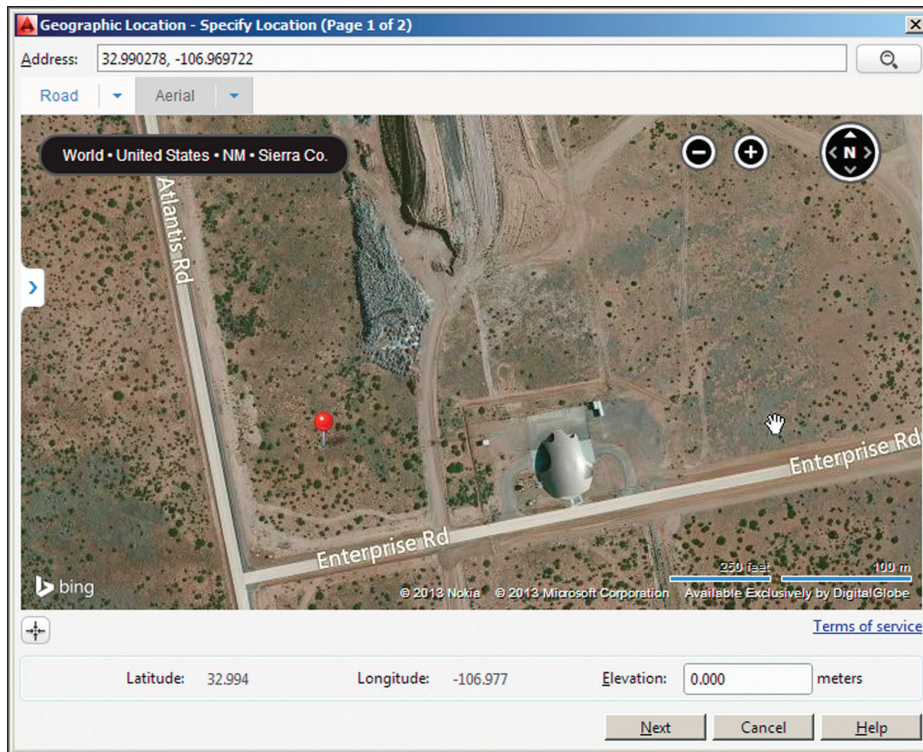 Geographic Location - Specify Location (Page 1 of 2)
Address: 32.990278, -106.969722
Road Aerial
World • United States • NM • Sierra Co.
N
Atlantis Rd
Enterprise Rd
Enterprise Rd
250 feet 100 m
bing
© 2013 Nokia © 2013 Microsoft Corporation Available Exclusively by DigitalGlobe
Terms of service
Latitude: 32.994 Longitude: -106.977 Elevation: 0.000 meters
Next Cancel Help